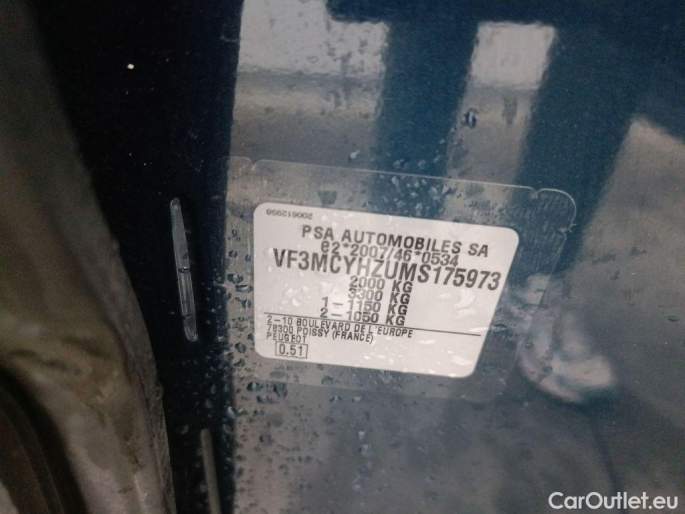 PSA AUTOMOBILES SA
e2*2007/46*0534
VF3MCYHZUMS175973
2000 KG
3300 KG
1 - 1150 KG
2 - 1050 KG
2-10 BOULEVARD DE L'EUROPE
78300 POISSY (FRANCE)
PEUGEOT
0.51
CarOutlet.eu